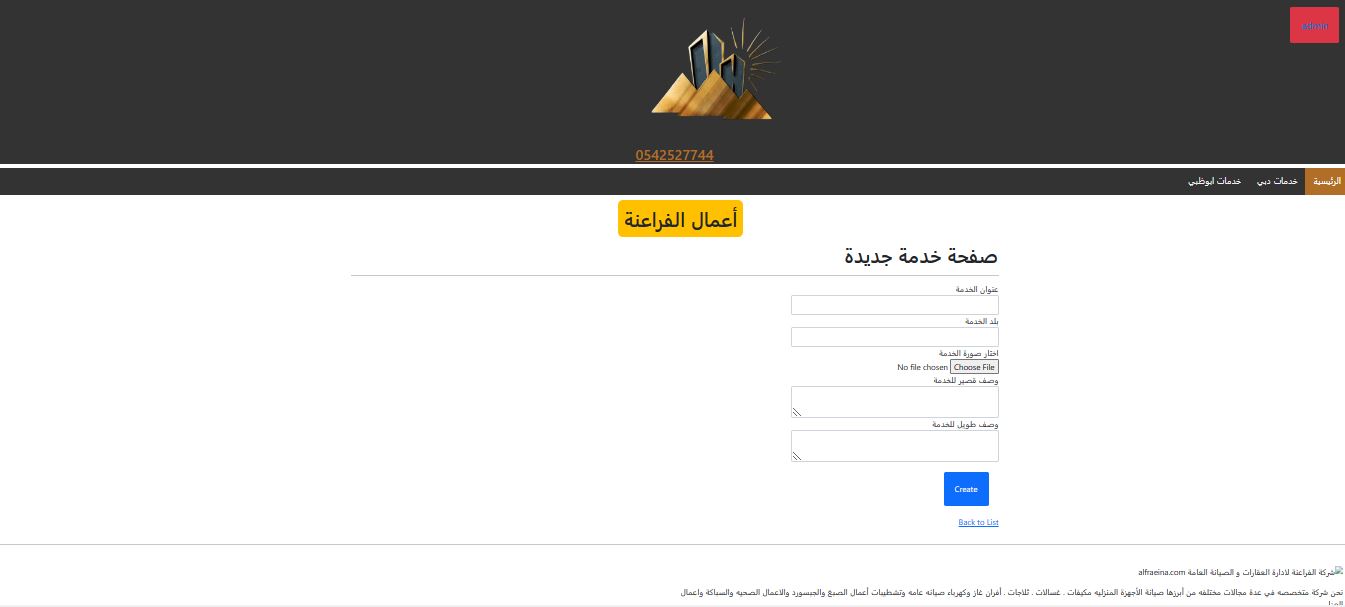 admin
0542527744
الرئيسية خدمات دبي خدمات ابوظبي
أعمال الفراعنة
صفحة خدمة جديدة
عنوان الخدمة
بلد الخدمة
اختار صورة الخدمة
Choose File No file chosen
وصف قصير للخدمة
وصف طويل للخدمة
Create
Back to List
شركة الفراعنة لادارة العقارات و الصيانة العامة alfraeina.com
نحن شركة متخصصه في عدة مجالات مختلفه من أبرزها صيانة الأجهزة المنزليه مكيفات . غسالات . ثلاجات . أفران غاز وكهرباء صيانه عامه وتشطيبات أعمال الصبغ والجبسورد والاعمال الصحيه والسباكة واعمال